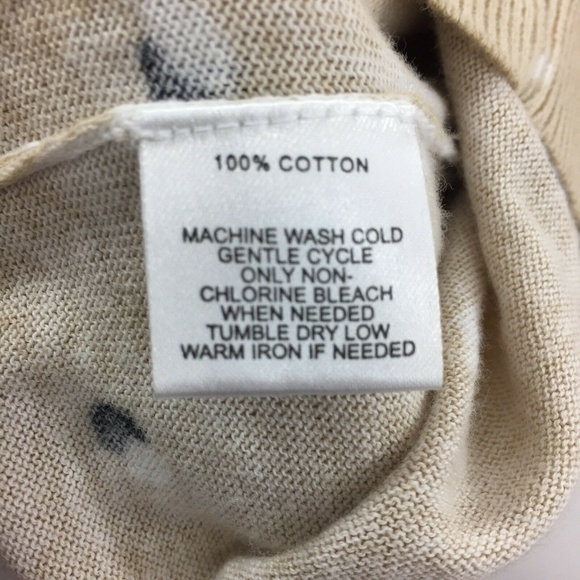 100% COTTON
MACHINE WASH COLD
GENTLE CYCLE
ONLY NON-
CHLORINE BLEACH
WHEN NEEDED
TUMBLE DRY LOW
WARM IRON IF NEEDED